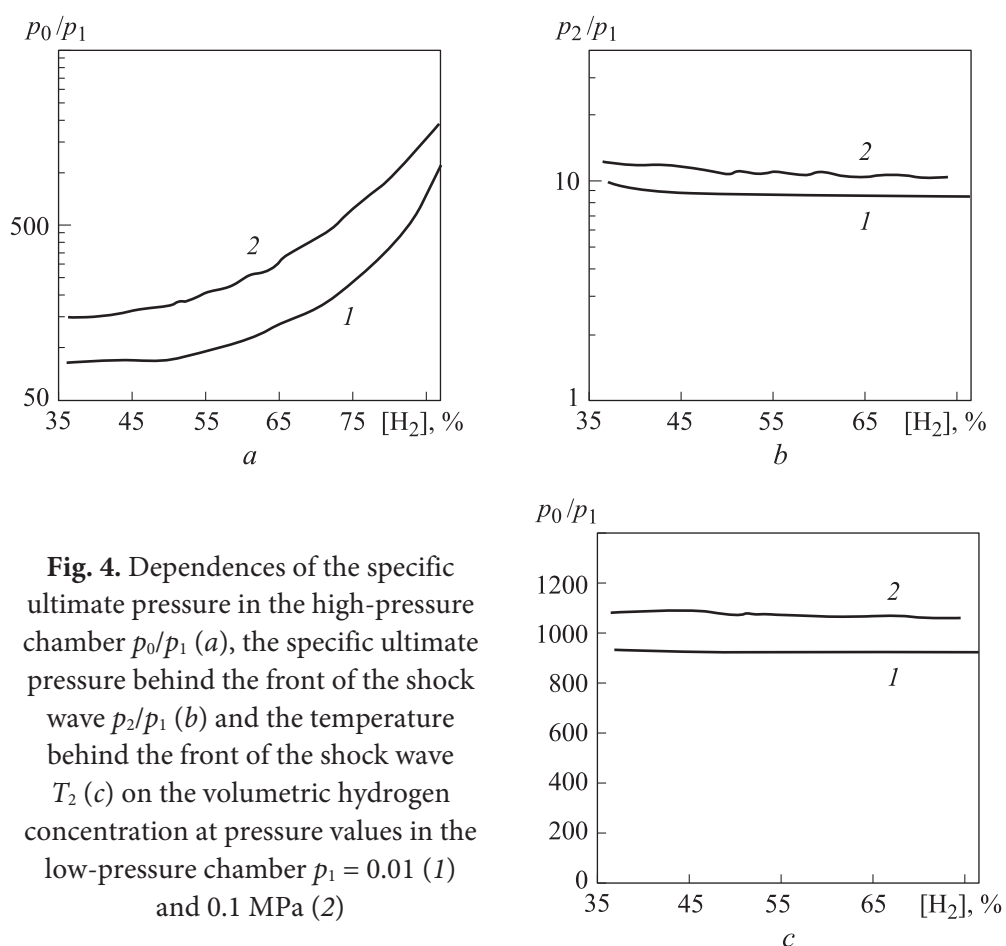 p₀/p₁
500
50
2
1
35 45 55 65 75 [H₂], %
a
p₂/p₁
10
1
2
1
35 45 55 65 [H₂], %
b
Fig. 4. Dependences of the specific
ultimate pressure in the high-pressure
chamber p₀/p₁ (a), the specific ultimate
pressure behind the front of the shock
wave p₂/p₁ (b) and the temperature
behind the front of the shock wave
T₂ (c) on the volumetric hydrogen
concentration at pressure values in the
low-pressure chamber p₁ = 0.01 (1)
and 0.1 MPa (2)
p₀/p₁
1200
1000
800
600
400
200
0
2
1
35 45 55 65 [H₂], %
c